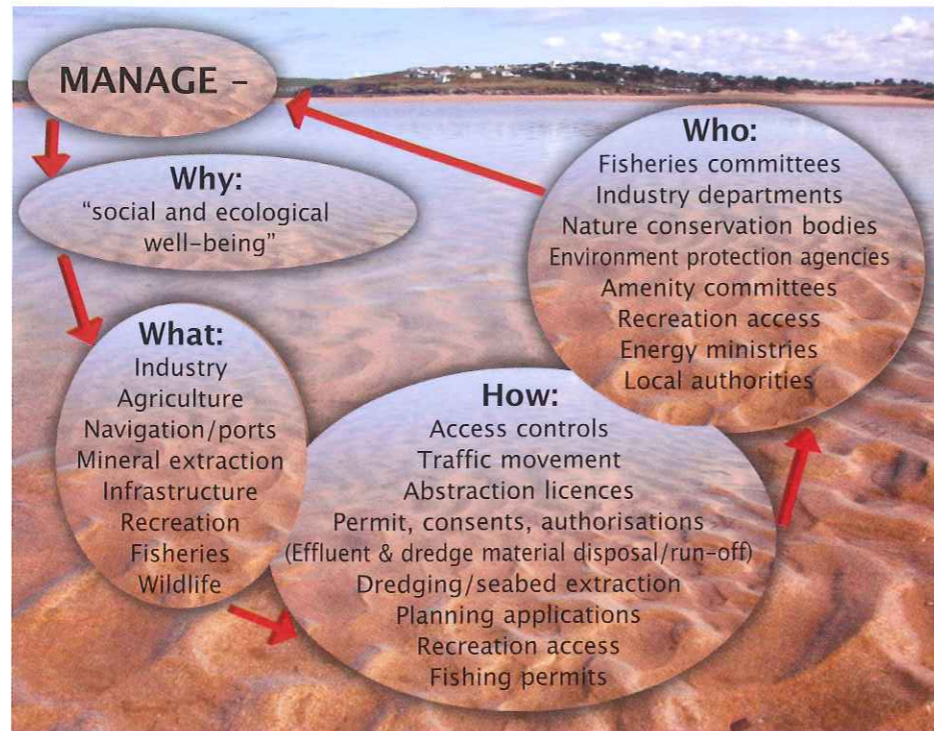 MANAGE –
Why:
“social and ecological
well-being”
What:
Industry
Agriculture
Navigation/ports
Mineral extraction
Infrastructure
Recreation
Fisheries
Wildlife
How:
Access controls
Traffic movement
Abstraction licences
Permit, consents, authorisations
(Effluent & dredge material disposal/run-off)
Dredging/seabed extraction
Planning applications
Recreation access
Fishing permits
Who:
Fisheries committees
Industry departments
Nature conservation bodies
Environment protection agencies
Amenity committees
Recreation access
Energy ministries
Local authorities